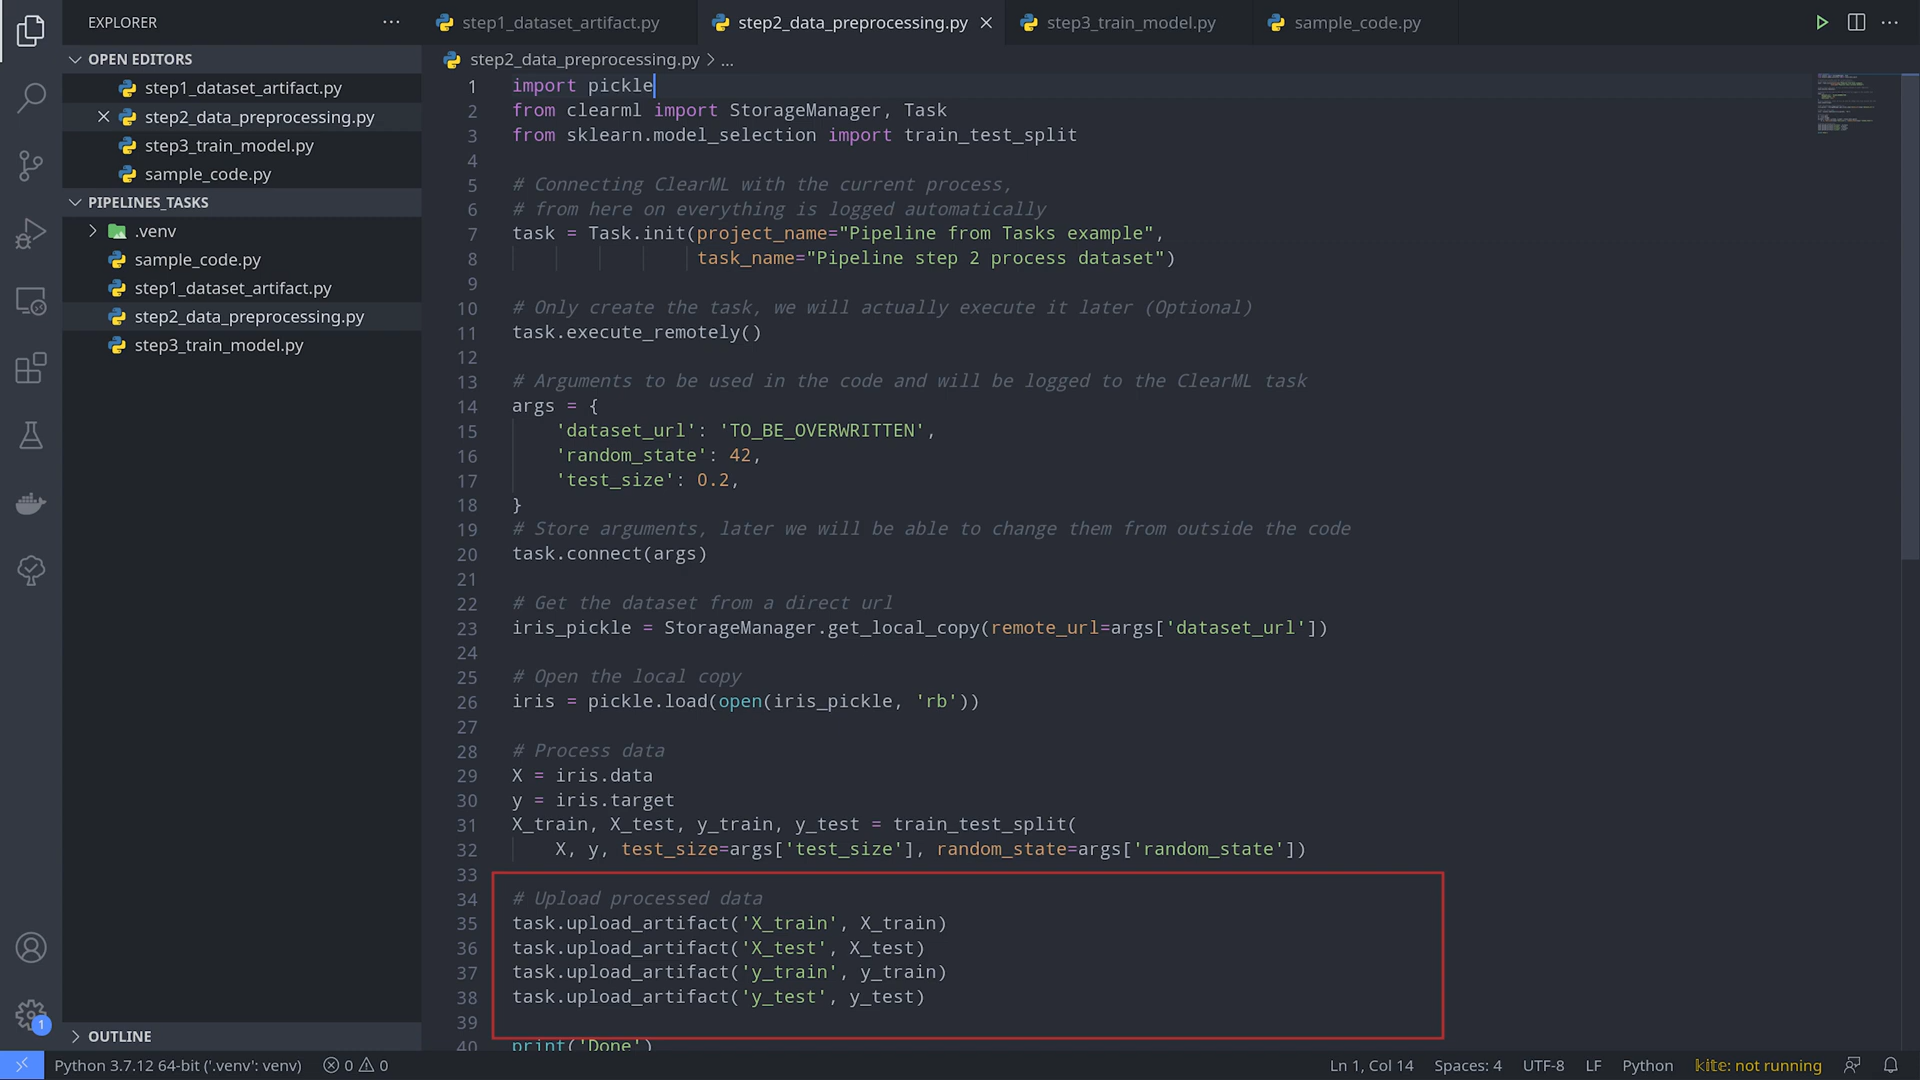 EXPLORER
OPEN EDITORS
step1_dataset_artifact.py
step2_data_preprocessing.py
step3_train_model.py
sample_code.py
PIPELINES_TASKS
.venv
sample_code.py
step1_dataset_artifact.py
step2_data_preprocessing.py
step3_train_model.py
OUTLINE
step1_dataset_artifact.py
step2_data_preprocessing.py
step3_train_model.py
sample_code.py
step2_data_preprocessing.py > ...
1 import pickle
2 from clearml import StorageManager, Task
3 from sklearn.model_selection import train_test_split
4
5 # Connecting ClearML with the current process,
6 # from here on everything is logged automatically
7 task = Task.init(project_name="Pipeline from Tasks example",
8 task_name="Pipeline step 2 process dataset")
9
10 # Only create the task, we will actually execute it later (Optional)
11 task.execute_remotely()
12
13 # Arguments to be used in the code and will be logged to the ClearML task
14 args = {
15 'dataset_url': 'TO_BE_OVERWRITTEN',
16 'random_state': 42,
17 'test_size': 0.2,
18 }
19 # Store arguments, later we will be able to change them from outside the code
20 task.connect(args)
21
22 # Get the dataset from a direct url
23 iris_pickle = StorageManager.get_local_copy(remote_url=args['dataset_url'])
24
25 # Open the local copy
26 iris = pickle.load(open(iris_pickle, 'rb'))
27
28 # Process data
29 X = iris.data
30 y = iris.target
31 X_train, X_test, y_train, y_test = train_test_split(
32 X, y, test_size=args['test_size'], random_state=args['random_state'])
33
34 # Upload processed data
35 task.upload_artifact('X_train', X_train)
36 task.upload_artifact('X_test', X_test)
37 task.upload_artifact('y_train', y_train)
38 task.upload_artifact('y_test', y_test)
39
40 print('Done')
1
Python 3.7.12 64-bit ('.venv': venv) 0 0 Ln 1, Col 14 Spaces: 4 UTF-8 LF Python kite: not running